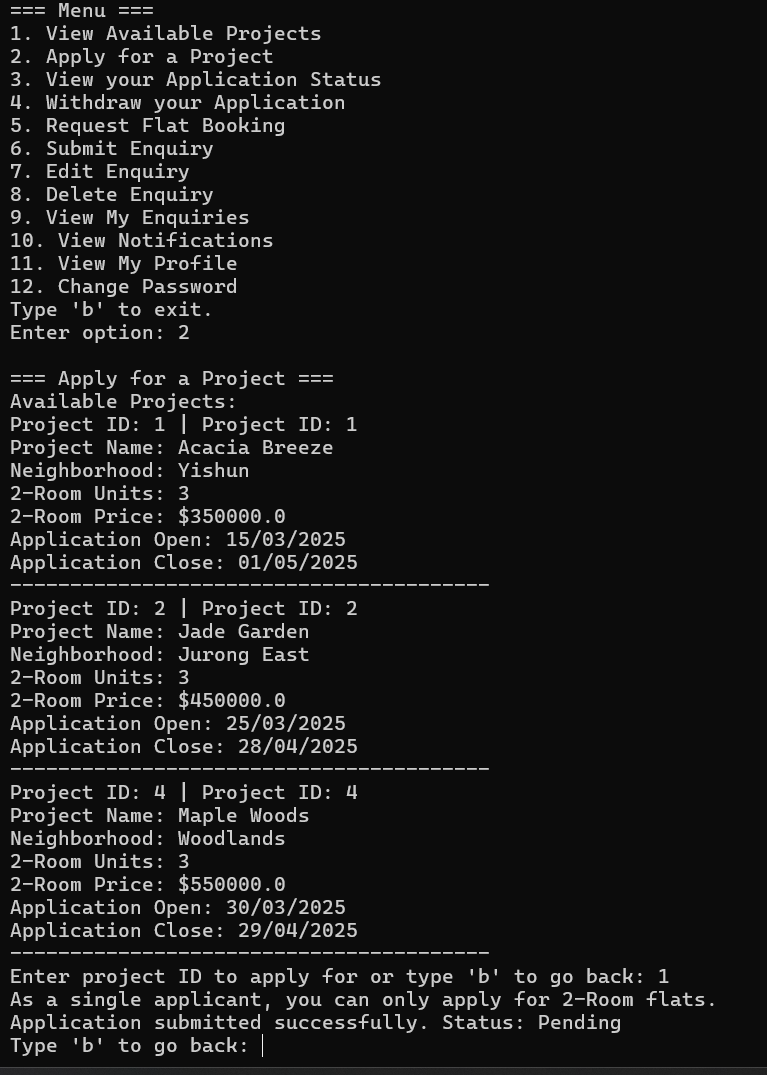 === Menu ===
1. View Available Projects
2. Apply for a Project
3. View your Application Status
4. Withdraw your Application
5. Request Flat Booking
6. Submit Enquiry
7. Edit Enquiry
8. Delete Enquiry
9. View My Enquiries
10. View Notifications
11. View My Profile
12. Change Password
Type 'b' to exit.
Enter option: 2

=== Apply for a Project ===
Available Projects:
Project ID: 1 | Project ID: 1
Project Name: Acacia Breeze
Neighborhood: Yishun
2-Room Units: 3
2-Room Price: $350000.0
Application Open: 15/03/2025
Application Close: 01/05/2025
----------------------------------------
Project ID: 2 | Project ID: 2
Project Name: Jade Garden
Neighborhood: Jurong East
2-Room Units: 3
2-Room Price: $450000.0
Application Open: 25/03/2025
Application Close: 28/04/2025
----------------------------------------
Project ID: 4 | Project ID: 4
Project Name: Maple Woods
Neighborhood: Woodlands
2-Room Units: 3
2-Room Price: $550000.0
Application Open: 30/03/2025
Application Close: 29/04/2025
----------------------------------------
Enter project ID to apply for or type 'b' to go back: 1
As a single applicant, you can only apply for 2-Room flats.
Application submitted successfully. Status: Pending
Type 'b' to go back: